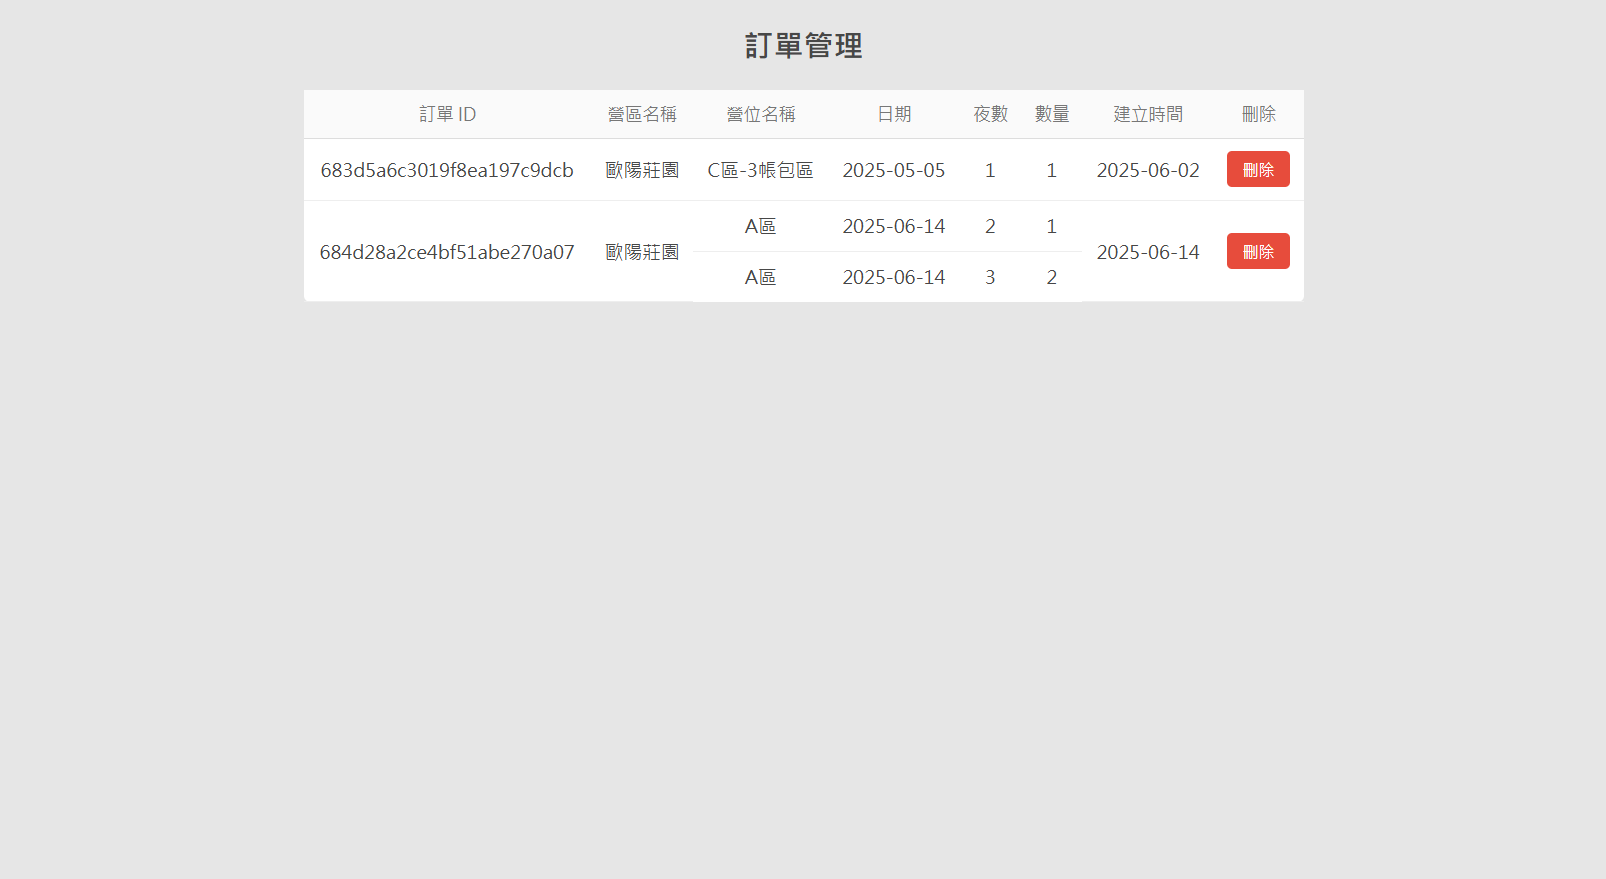 訂單管理
訂單 ID 營區名稱 營位名稱 日期 夜數 數量 建立時間 刪除
683d5a6c3019f8ea197c9dcb 歐陽莊園 C區-3帳包區 2025-05-05 1 1 2025-06-02 刪除
684d28a2ce4bf51abe270a07 歐陽莊園 A區 2025-06-14 2 1 2025-06-14 刪除
A區 2025-06-14 3 2